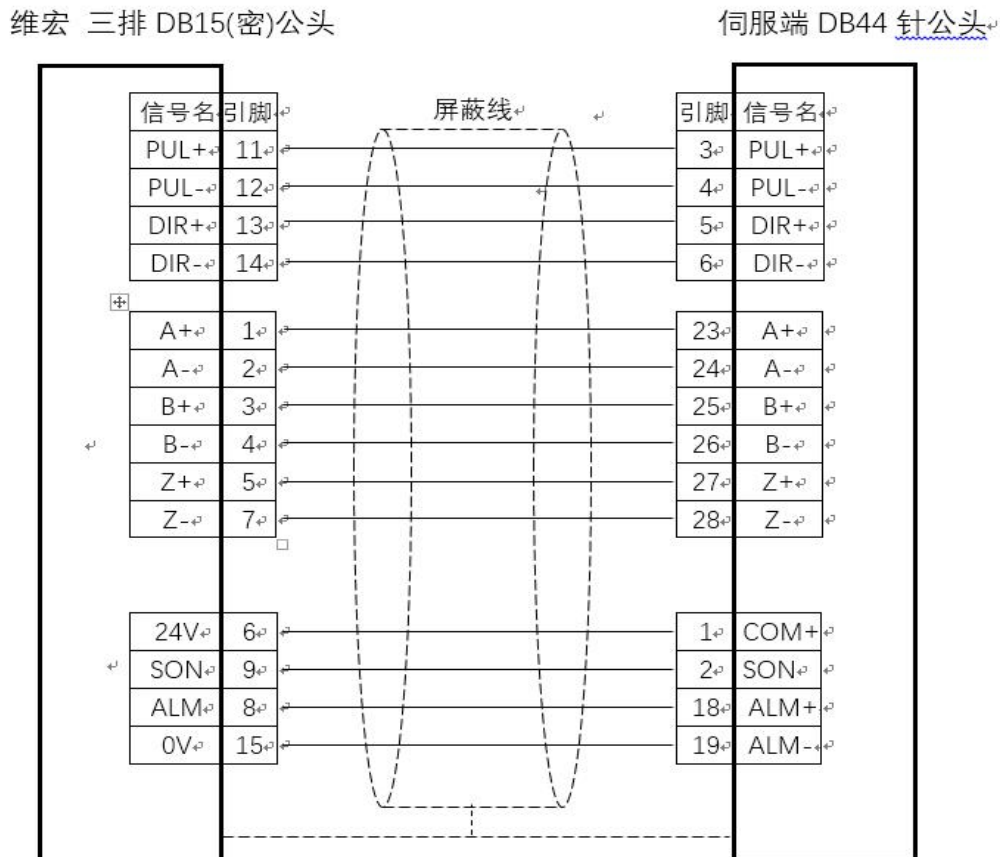 维宏 三排 DB15(密)公头 伺服端 DB44 针公头
信号名 引脚 屏蔽线 引脚 信号名
PUL+ 11 3 PUL+
PUL- 12 4 PUL-
DIR+ 13 5 DIR+
DIR- 14 6 DIR-
A+ 1 23 A+
A- 2 24 A-
B+ 3 25 B+
B- 4 26 B-
Z+ 5 27 Z+
Z- 7 28 Z-
24V 6 1 COM+
SON 9 2 SON
ALM 8 18 ALM+
0V 15 19 ALM-